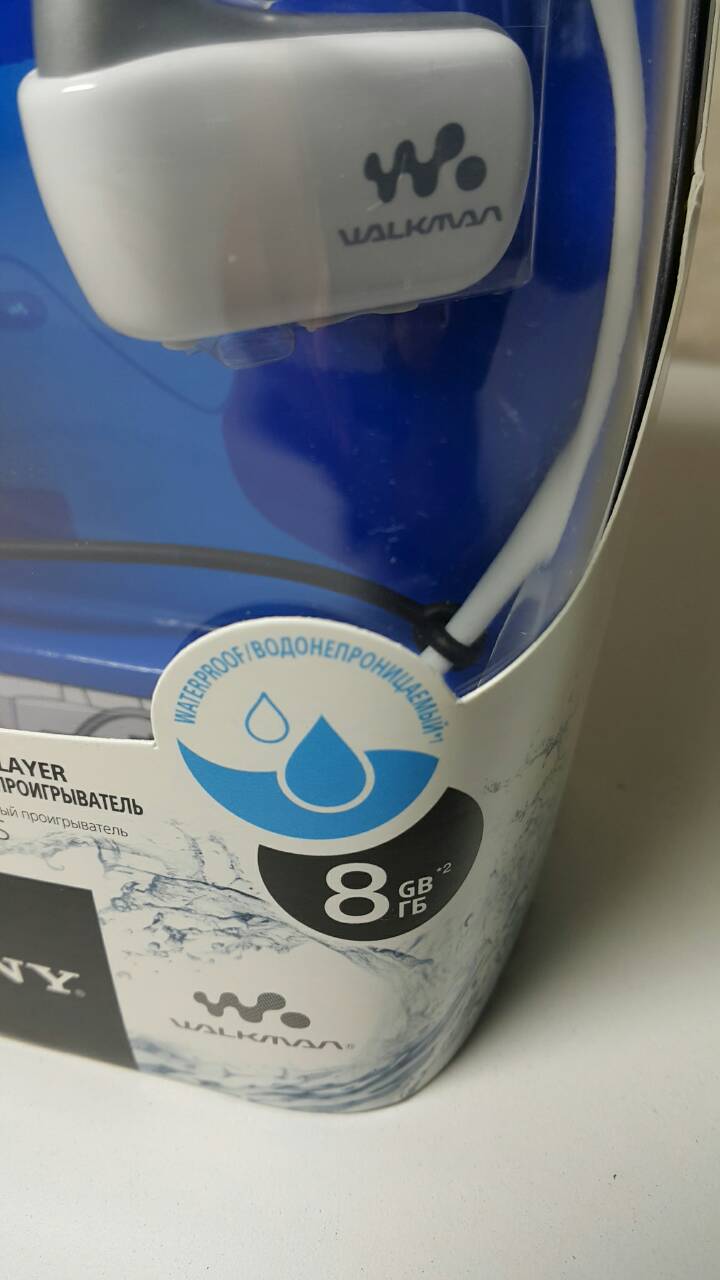 WALKMAN
WATERPROOF/ВОДОНЕПРОНИЦАЕМЫЙ*1
LAYER
ПРОИГРЫВАТЕЛЬ
ый проигрыватель
S
8 GB*2
ГБ
NY®
WALKMAN®